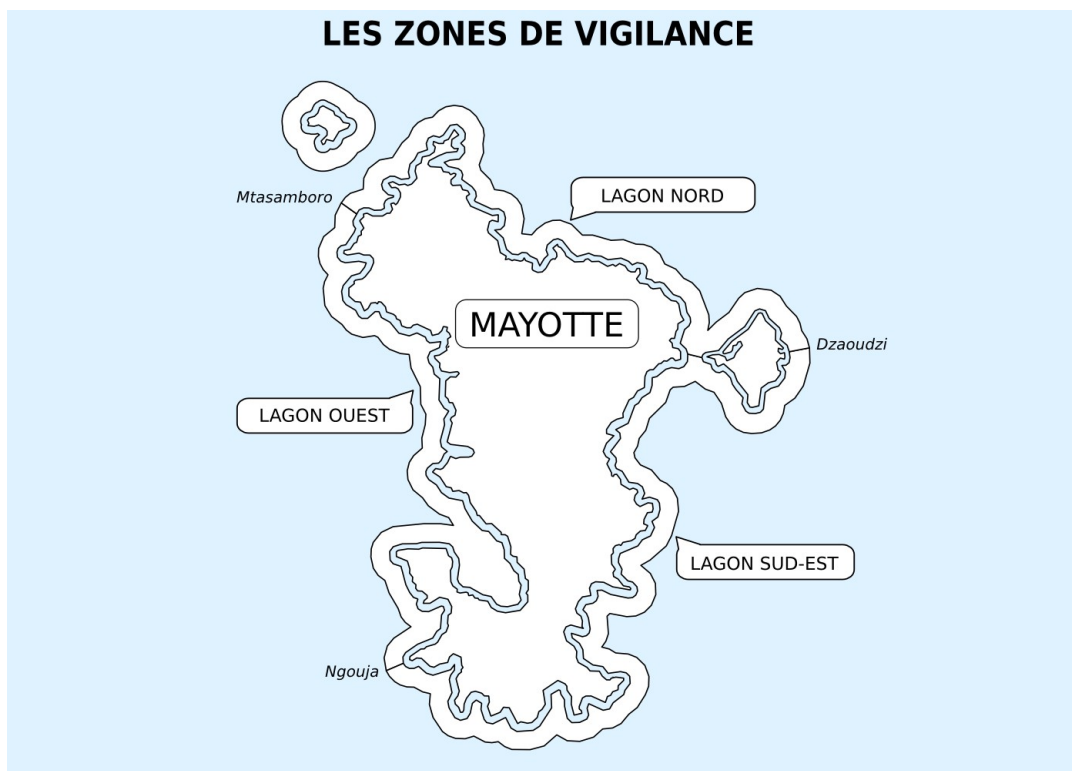 LES ZONES DE VIGILANCE
Mtasamboro
LAGON NORD
MAYOTTE
Dzaoudzi
LAGON OUEST
LAGON SUD-EST
Ngouja